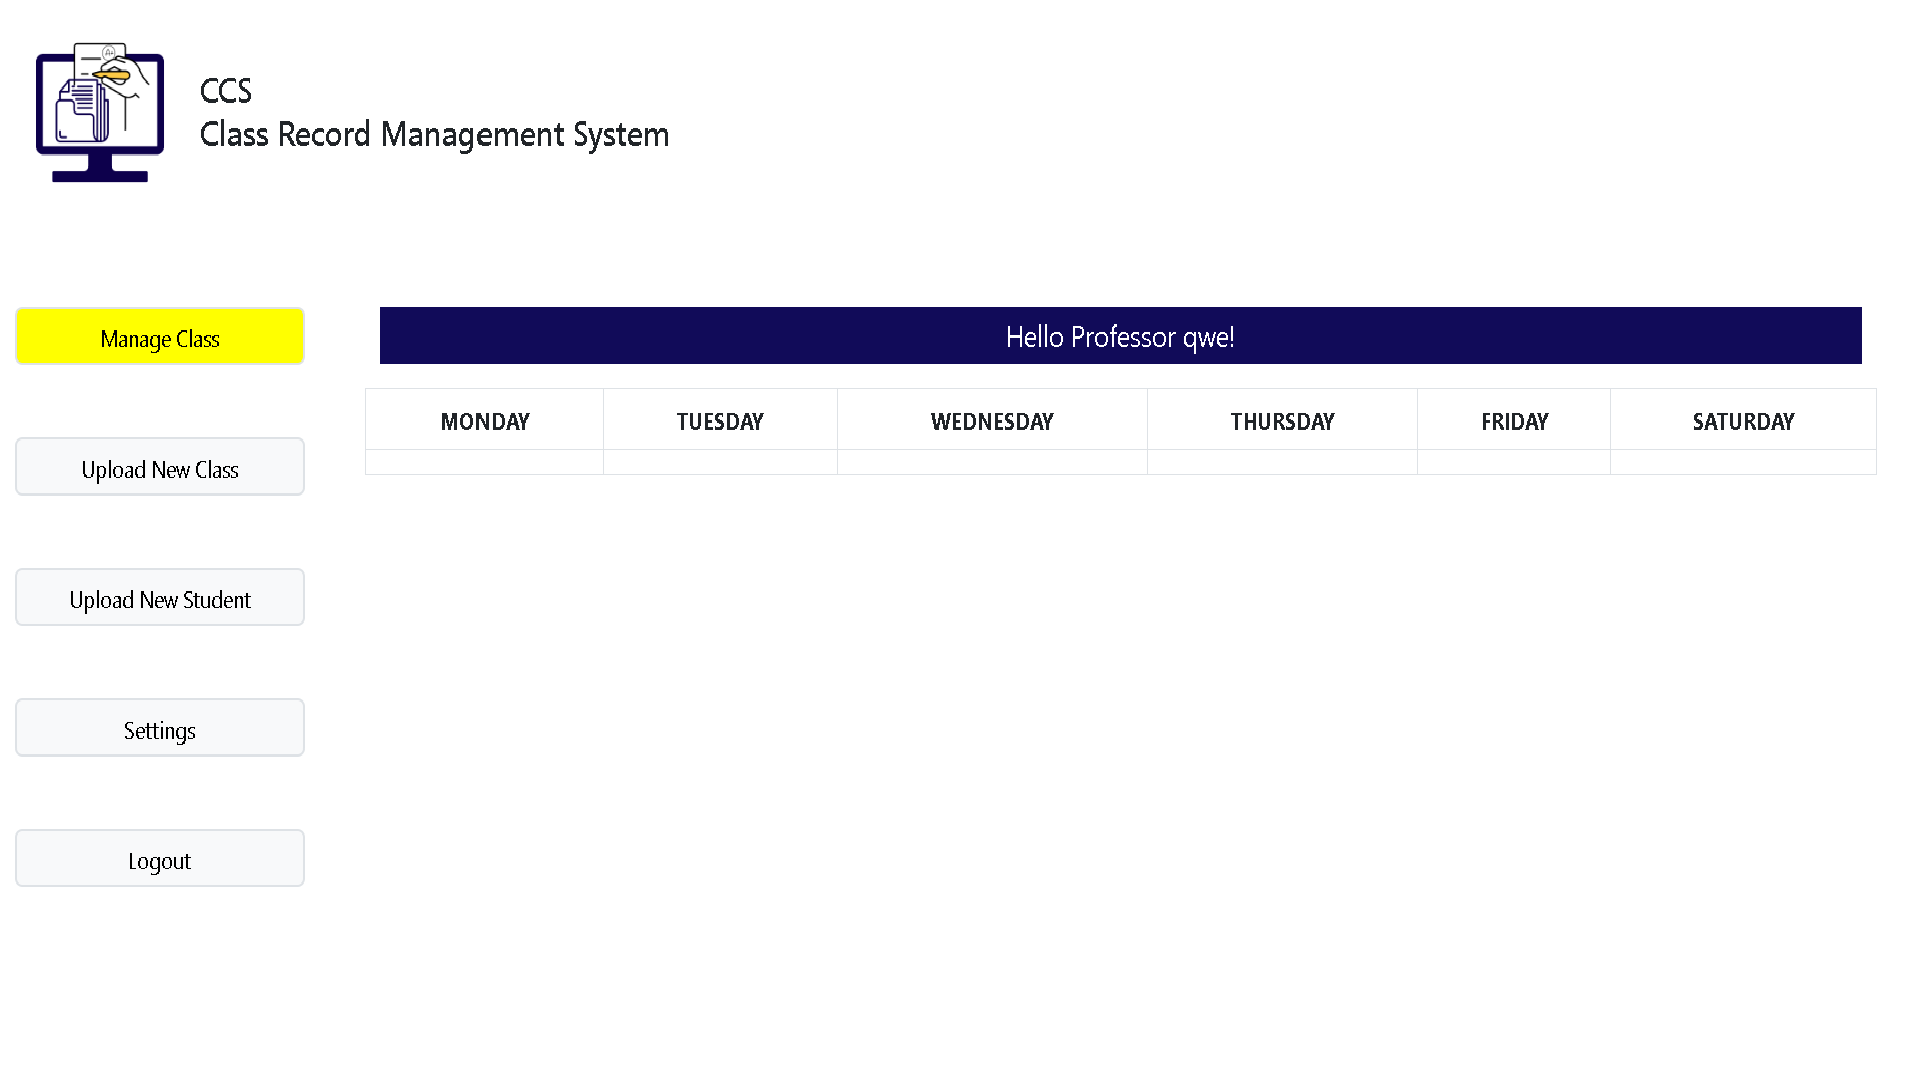 A+
CCS
Class Record Management System
Manage Class
Hello Professor qwe!
MONDAY TUESDAY WEDNESDAY THURSDAY FRIDAY SATURDAY
Upload New Class
Upload New Student
Settings
Logout